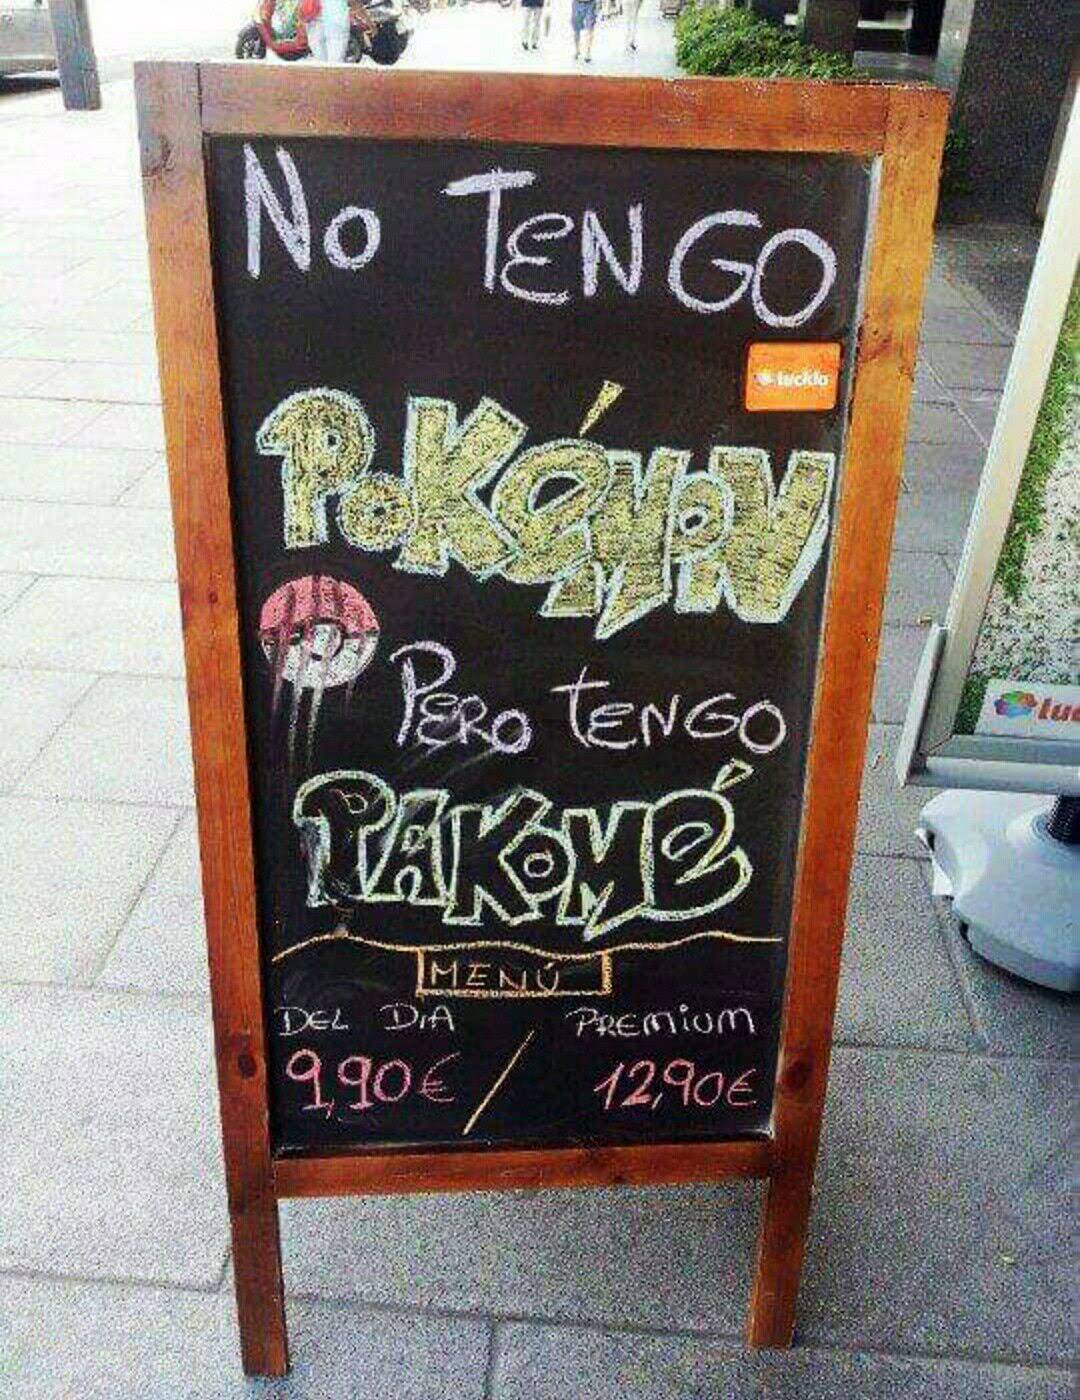 No TENGO
luckia
PoKéMoN
PERO TENGO
PAKoMé
MENÚ
DEL DIA PREMIUM
9,90€ / 12,90€